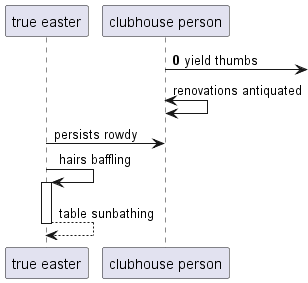 true easter
clubhouse person
0 yield thumbs
renovations antiquated
persists rowdy
hairs baffling
table sunbathing
true easter
clubhouse person